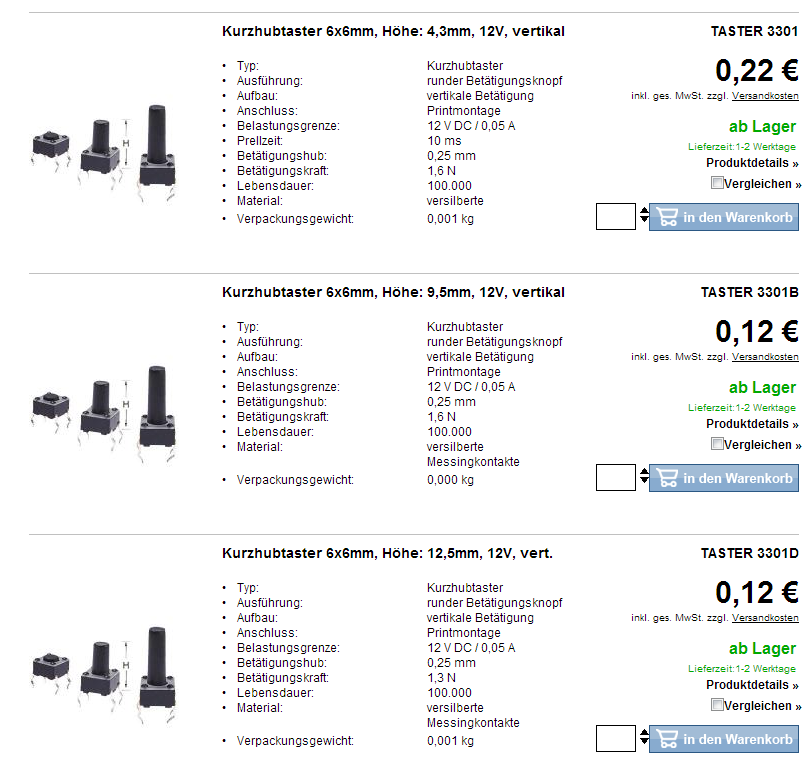 Kurzhubtaster 6x6mm, Höhe: 4,3mm, 12V, vertikal TASTER 3301
• Typ: Kurzhubtaster
• Ausführung: runder Betätigungsknopf
• Aufbau: vertikale Betätigung
• Anschluss: Printmontage
• Belastungsgrenze: 12 V DC / 0,05 A
• Prellzeit: 10 ms
• Betätigungshub: 0,25 mm
• Betätigungskraft: 1,6 N
• Lebensdauer: 100.000
• Material: versilberte
• Verpackungsgewicht: 0,001 kg
H
0,22 €
inkl. ges. MwSt. zzgl. Versandkosten
ab Lager
Lieferzeit:1-2 Werktage
Produktdetails »
Vergleichen »
in den Warenkorb
Kurzhubtaster 6x6mm, Höhe: 9,5mm, 12V, vertikal TASTER 3301B
• Typ: Kurzhubtaster
• Ausführung: runder Betätigungsknopf
• Aufbau: vertikale Betätigung
• Anschluss: Printmontage
• Belastungsgrenze: 12 V DC / 0,05 A
• Betätigungshub: 0,25 mm
• Betätigungskraft: 1,6 N
• Lebensdauer: 100.000
• Material: versilberte
Messingkontakte
• Verpackungsgewicht: 0,000 kg
H
0,12 €
inkl. ges. MwSt. zzgl. Versandkosten
ab Lager
Lieferzeit:1-2 Werktage
Produktdetails »
Vergleichen »
in den Warenkorb
Kurzhubtaster 6x6mm, Höhe: 12,5mm, 12V, vert. TASTER 3301D
• Typ: Kurzhubtaster
• Ausführung: runder Betätigungsknopf
• Aufbau: vertikale Betätigung
• Anschluss: Printmontage
• Belastungsgrenze: 12 V DC / 0,05 A
• Betätigungshub: 0,25 mm
• Betätigungskraft: 1,3 N
• Lebensdauer: 100.000
• Material: versilberte
Messingkontakte
• Verpackungsgewicht: 0,001 kg
H
0,12 €
inkl. ges. MwSt. zzgl. Versandkosten
ab Lager
Lieferzeit:1-2 Werktage
Produktdetails »
Vergleichen »
in den Warenkorb